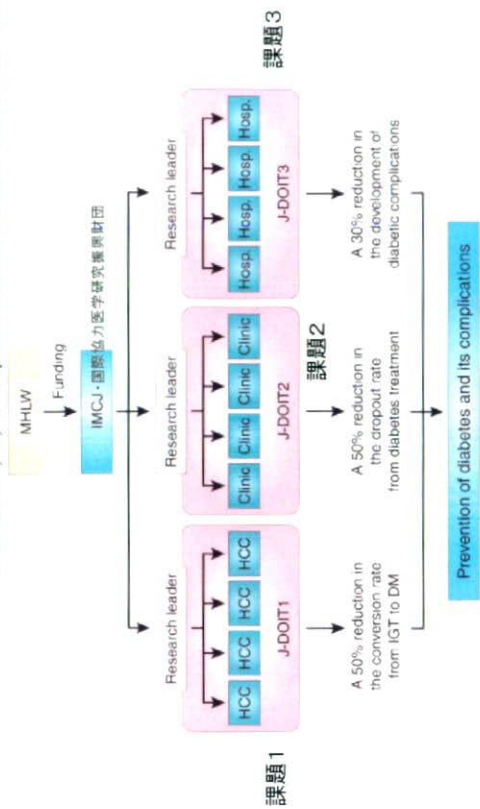 MHLW
Funding
IMCJ・国際協力医学研究振興財団
課題1
Research leader
HCC HCC HCC HCC
J-DOIT1
A 50% reduction in
the conversion rate
from IGT to DM
Research leader
Clinic Clinic Clinic Clinic
J-DOIT2
課題2
A 50% reduction in
the dropout rate
from diabetes treatment
Research leader
Hosp. Hosp. Hosp. Hosp.
J-DOIT3
課題3
A 30% reduction in
the development of
diabetic complications
Prevention of diabetes and its complications